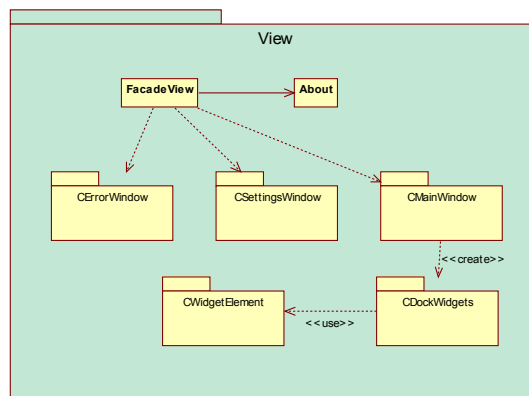 View
FacadeView
About
CErrorWindow
CSettingsWindow
CMainWindow
<<create>>
CWidgetElement
CDockWidgets
<<use>>